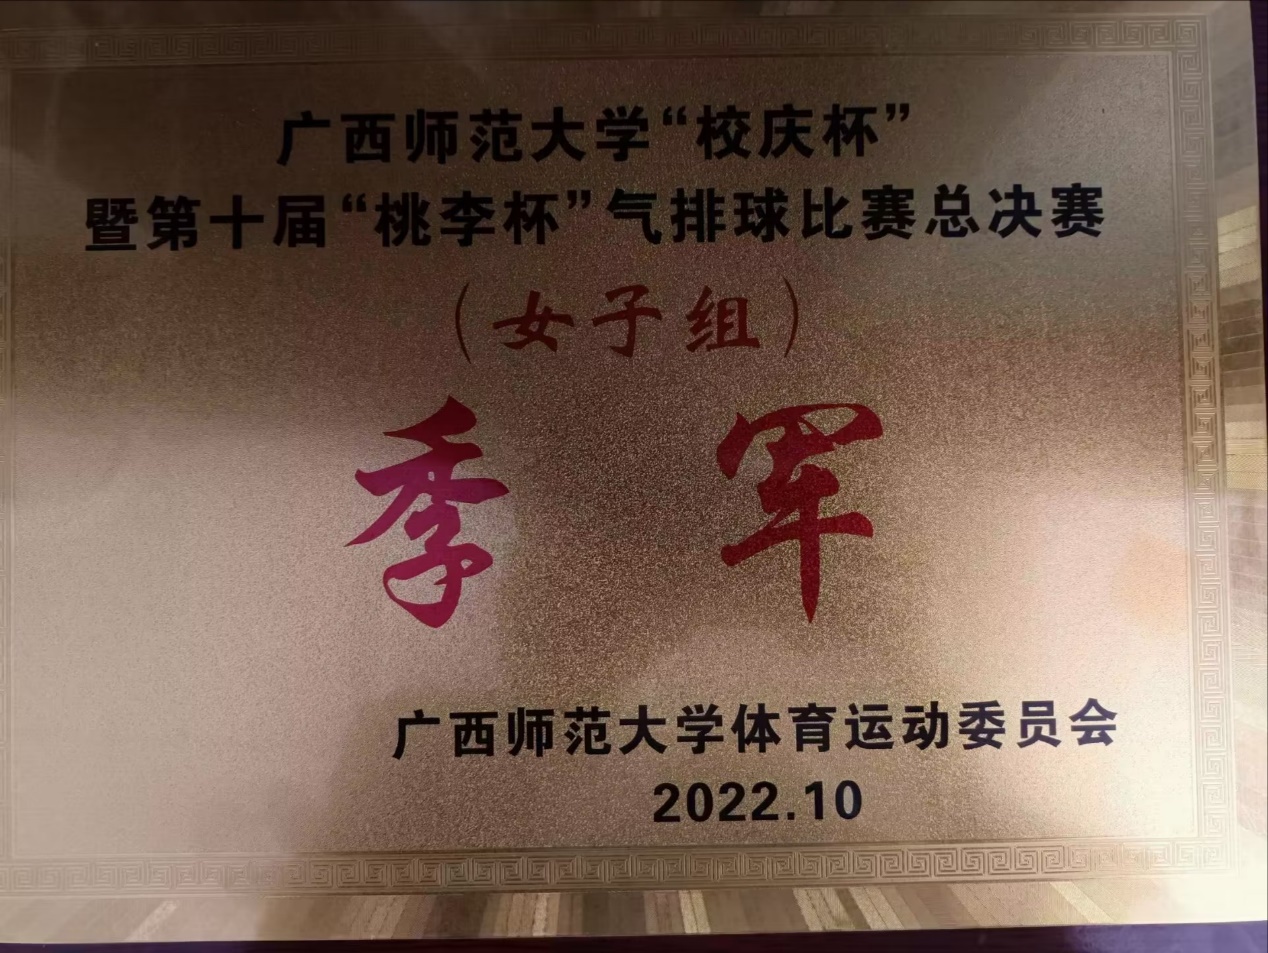 广西师范大学“校庆杯”
暨第十届“桃李杯”气排球比赛总决赛
（女子组）
季军
广西师范大学体育运动委员会
2022.10